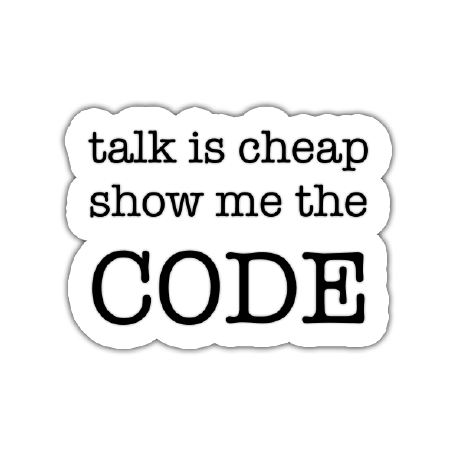 talk is cheap
show me the
CODE